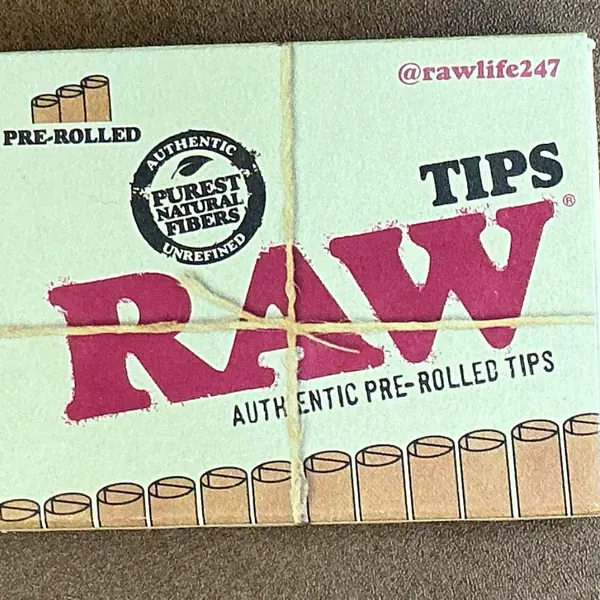 @rawlife247
PRE-ROLLED
AUTHENTIC
PUREST
NATURAL
FIBERS
UNREFINED
TIPS
RAW®
AUTHENTIC PRE-ROLLED TIPS